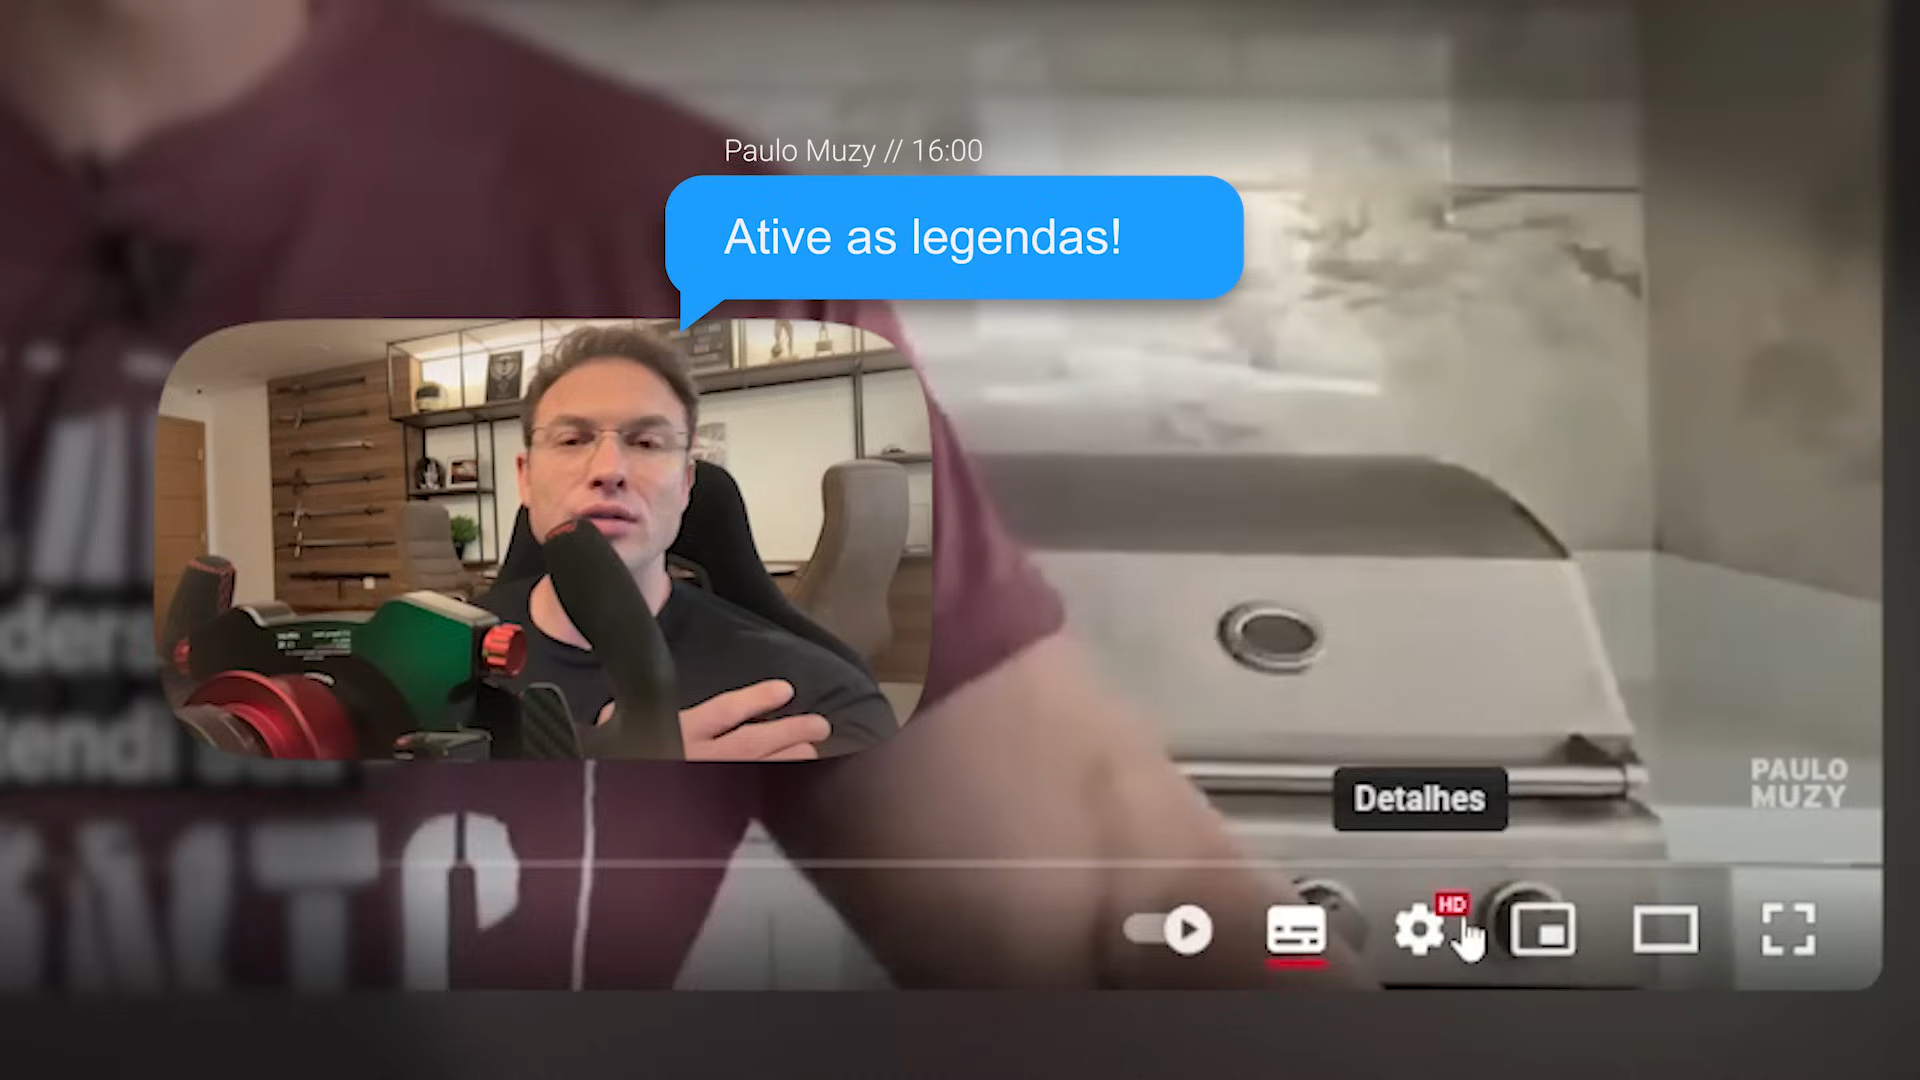 Paulo Muzy // 16:00
Ative as legendas!
Detalhes
PAULO
MUZY
HD